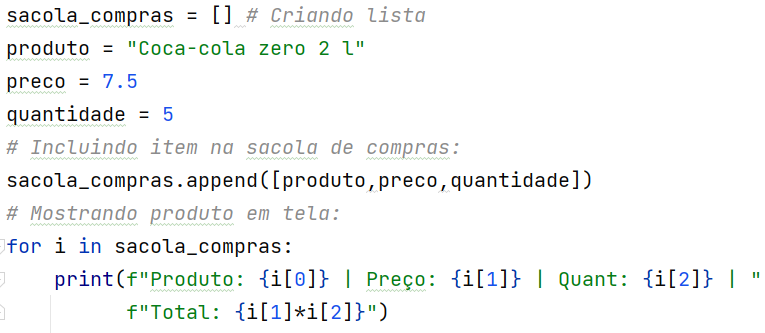 sacola_compras = [] # Criando lista
produto = "Coca-cola zero 2 l"
preco = 7.5
quantidade = 5
# Incluindo item na sacola de compras:
sacola_compras.append([produto,preco,quantidade])
# Mostrando produto em tela:
for i in sacola_compras:
    print(f"Produto: {i[0]} | Preço: {i[1]} | Quant: {i[2]} | "
          f"Total: {i[1]*i[2]}")